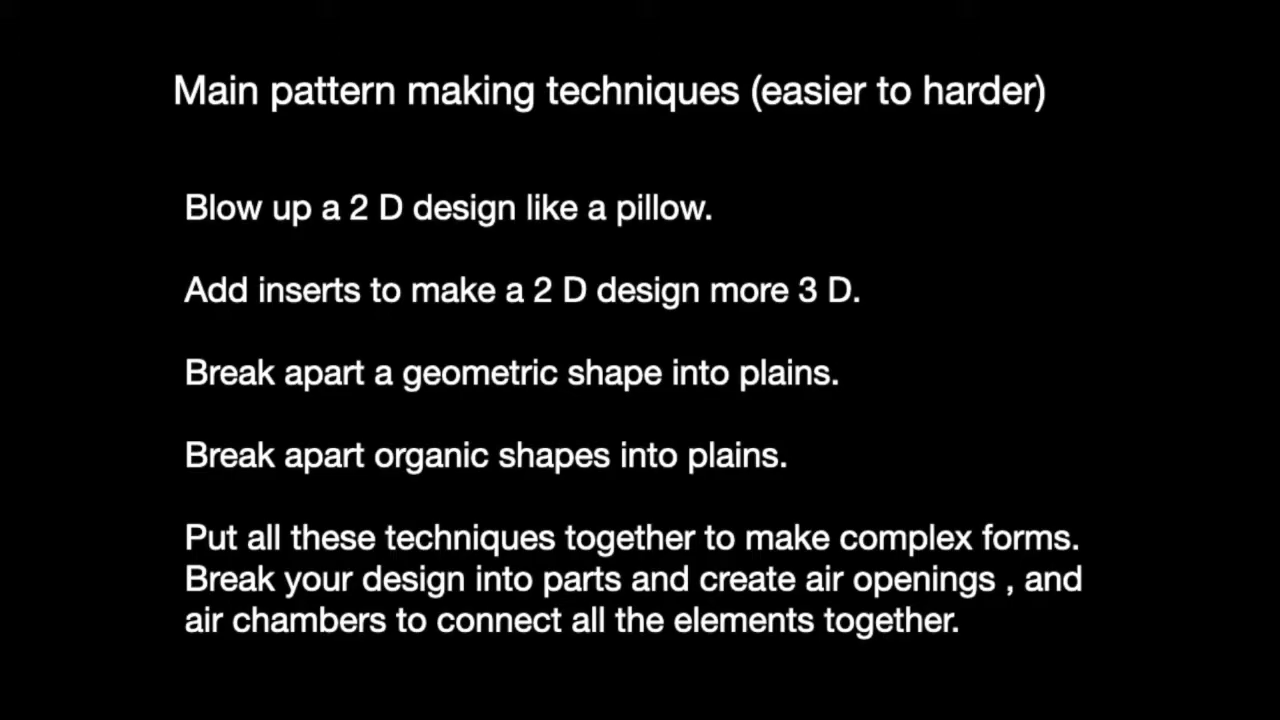 Main pattern making techniques (easier to harder)
Blow up a 2 D design like a pillow.
Add inserts to make a 2 D design more 3 D.
Break apart a geometric shape into plains.
Break apart organic shapes into plains.
Put all these techniques together to make complex forms.
Break your design into parts and create air openings , and
air chambers to connect all the elements together.